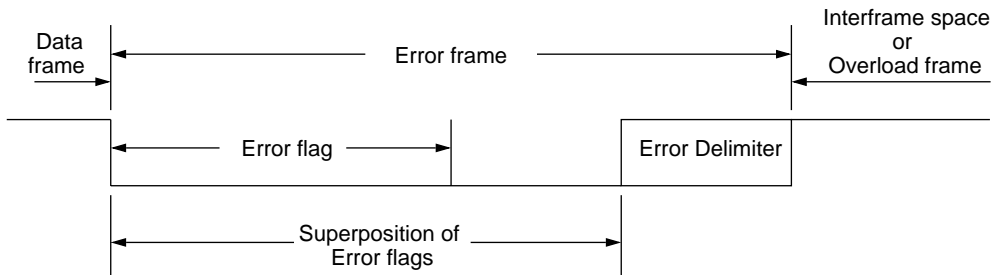 Data
frame
Error frame
Interframe space
or
Overload frame
Error flag
Error Delimiter
Superposition of
Error flags